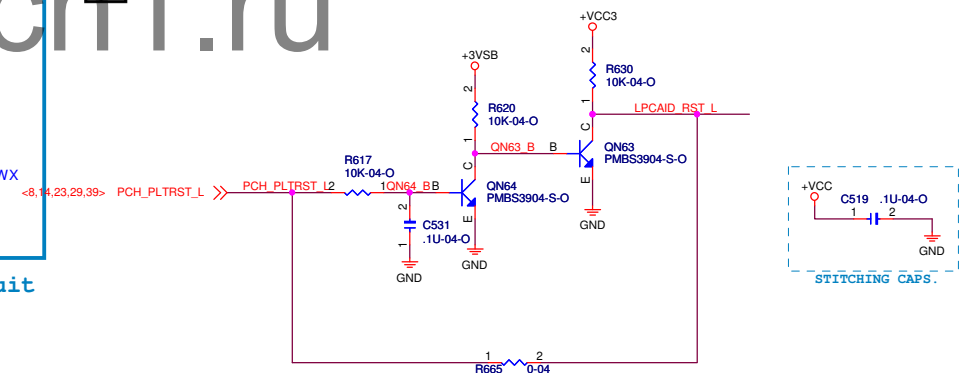 ch1.ru
+VCC3
+3VSB
2
R630
10K-04-O
1
2
R620
10K-04-O
1
LPCAID_RST_L
C
QN63_B B
QN63
PMBS3904-S-O
E
GND
WX
<8,14,23,29,39> PCH_PLTRST_L
PCH_PLTRST_L
2
R617
10K-04-O
1
QN64_B
B
C
QN64
PMBS3904-S-O
E
GND
2
C531
.1U-04-O
1
GND
+VCC
C519 .1U-04-O
1 2
GND
STITCHING CAPS.
1 2
R665 0-04